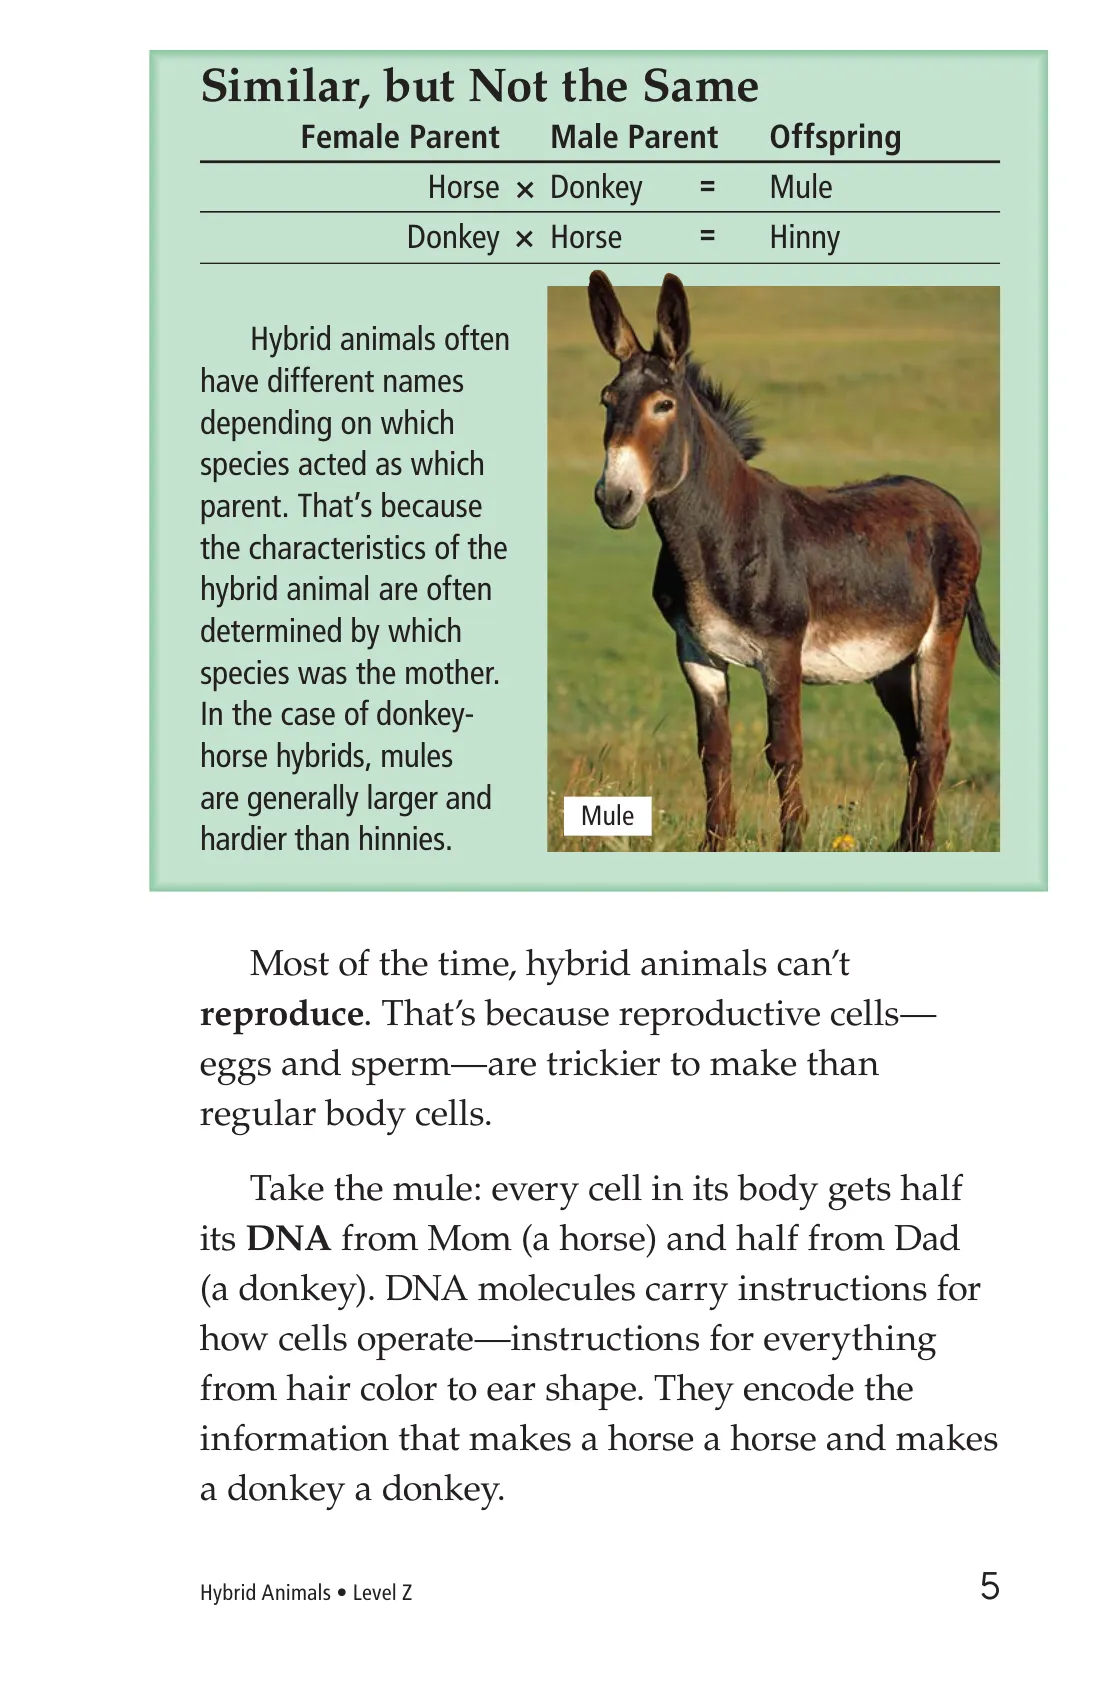 Similar, but Not the Same
Female Parent Male Parent Offspring
Horse × Donkey = Mule
Donkey × Horse = Hinny
Hybrid animals often
have different names
depending on which
species acted as which
parent. That’s because
the characteristics of the
hybrid animal are often
determined by which
species was the mother.
In the case of donkey-
horse hybrids, mules
are generally larger and
hardier than hinnies.
Mule
Most of the time, hybrid animals can’t
reproduce. That’s because reproductive cells—
eggs and sperm—are trickier to make than
regular body cells.
Take the mule: every cell in its body gets half
its DNA from Mom (a horse) and half from Dad
(a donkey). DNA molecules carry instructions for
how cells operate—instructions for everything
from hair color to ear shape. They encode the
information that makes a horse a horse and makes
a donkey a donkey.
Hybrid Animals • Level Z 5